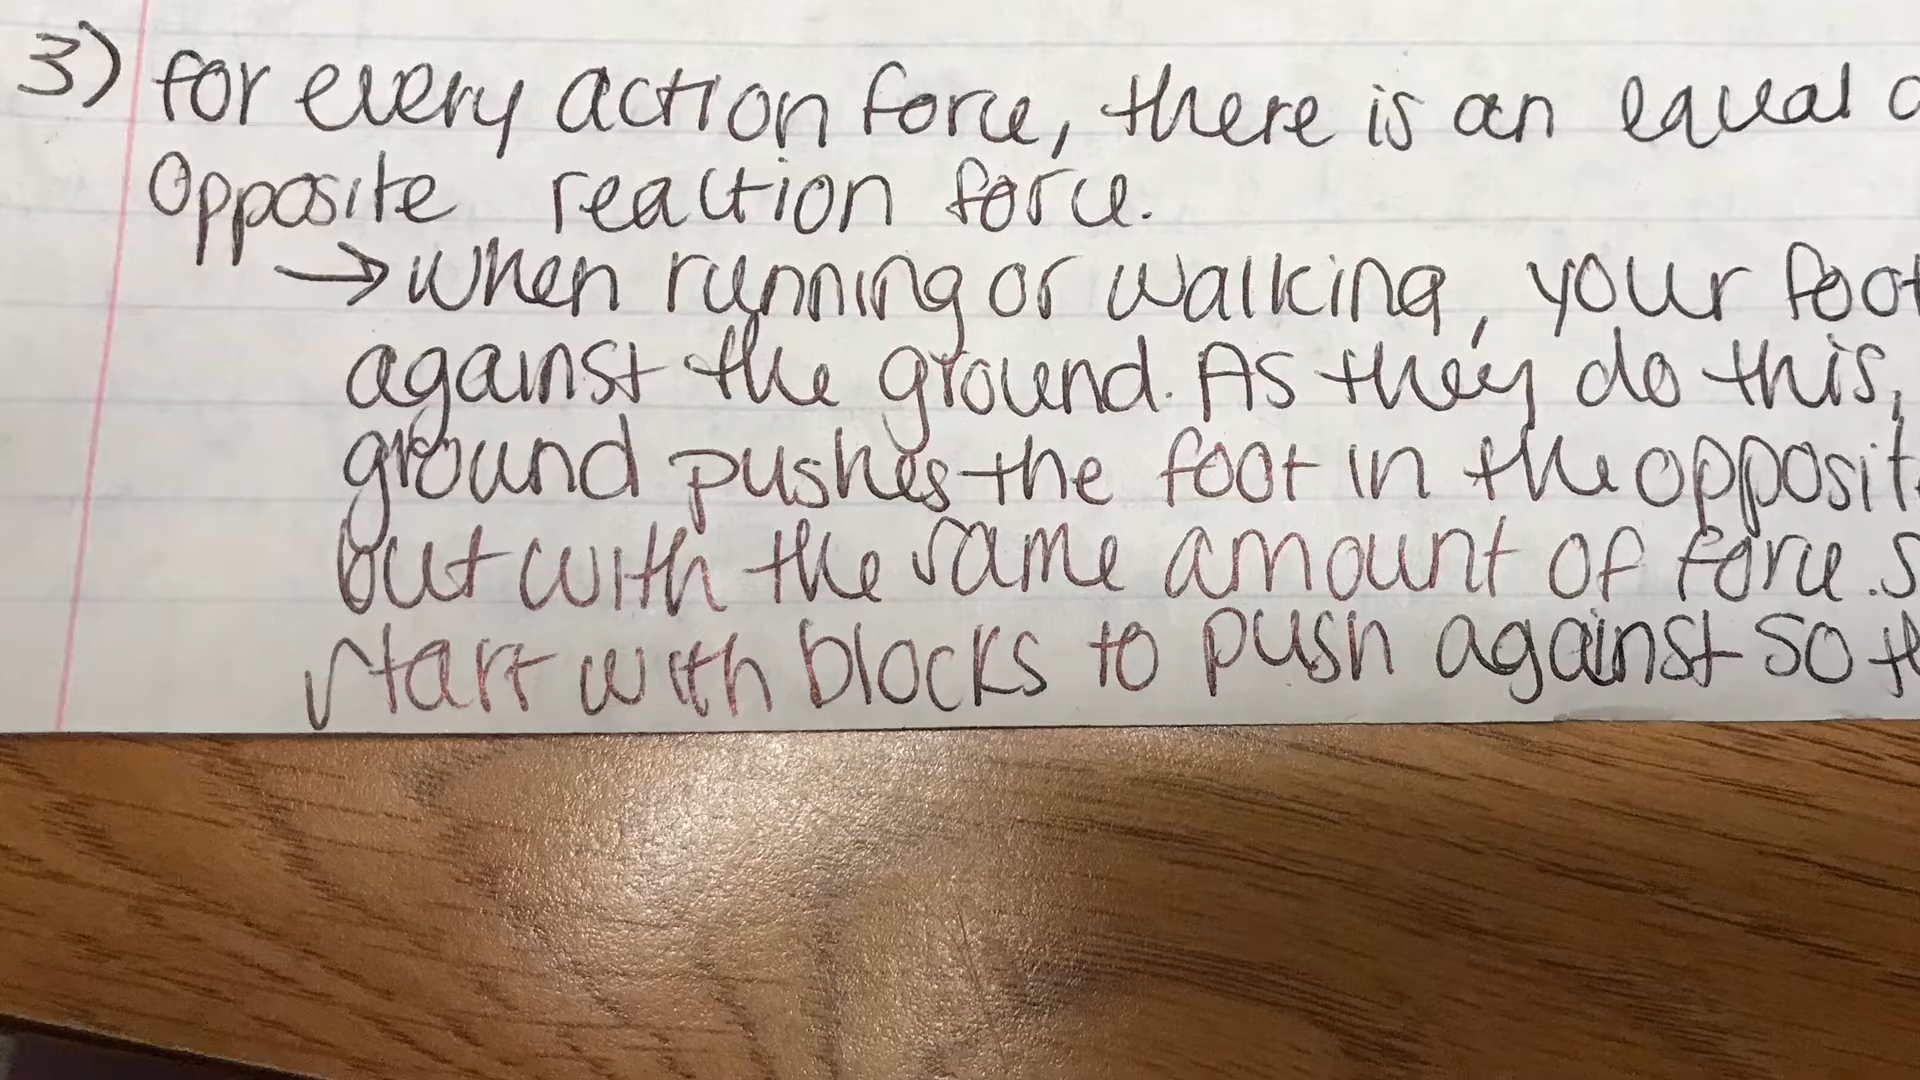 3) for every action force, there is an equal
Opposite reaction force.
→ When running or walking, your foot
against the ground. As they do this,
ground pushes the foot in the opposit
but with the same amount of force.
start with blocks to push against so